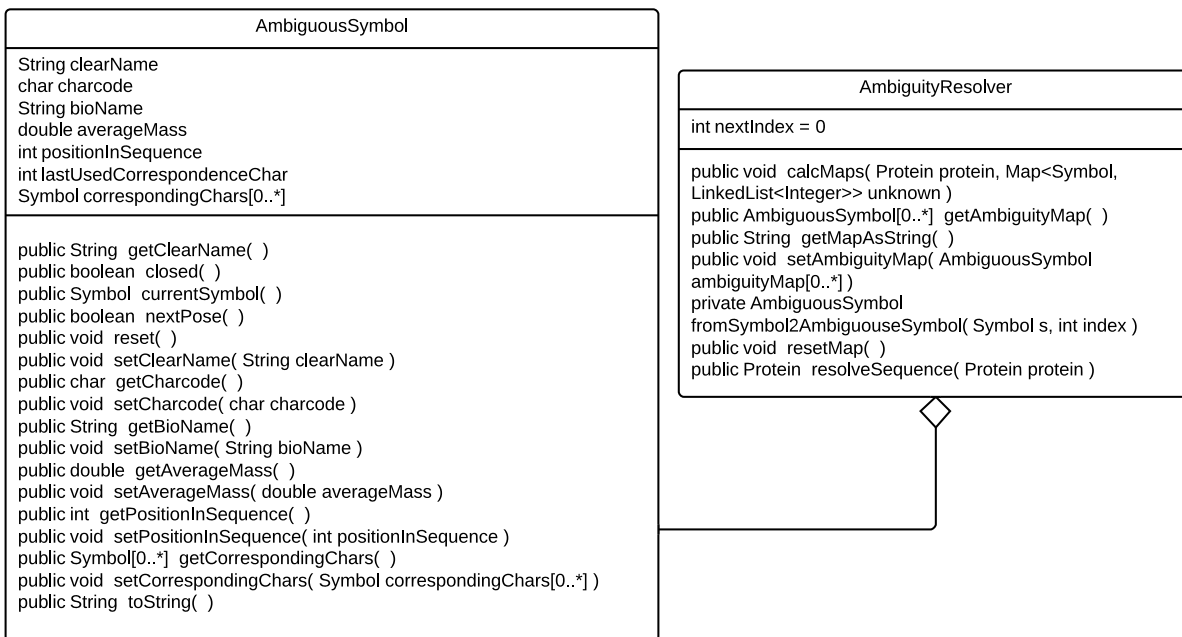 AmbiguousSymbol
String clearName
char charcode
String bioName
double averageMass
int positionInSequence
int lastUsedCorrespondenceChar
Symbol correspondingChars[0..*]
public String  getClearName(  )
public boolean  closed(  )
public Symbol  currentSymbol(  )
public boolean  nextPose(  )
public void  reset(  )
public void  setClearName( String clearName )
public char  getCharcode(  )
public void  setCharcode( char charcode )
public String  getBioName(  )
public void  setBioName( String bioName )
public double  getAverageMass(  )
public void  setAverageMass( double averageMass )
public int  getPositionInSequence(  )
public void  setPositionInSequence( int positionInSequence )
public Symbol[0..*]  getCorrespondingChars(  )
public void  setCorrespondingChars( Symbol correspondingChars[0..*] )
public String  toString(  )
AmbiguityResolver
int nextIndex = 0
public void  calcMaps( Protein protein, Map<Symbol,
LinkedList<Integer>> unknown )
public AmbiguousSymbol[0..*]  getAmbiguityMap(  )
public String  getMapAsString(  )
public void  setAmbiguityMap( AmbiguousSymbol
ambiguityMap[0..*] )
private AmbiguousSymbol
fromSymbol2AmbiguouseSymbol( Symbol s, int index )
public void  resetMap(  )
public Protein  resolveSequence( Protein protein )